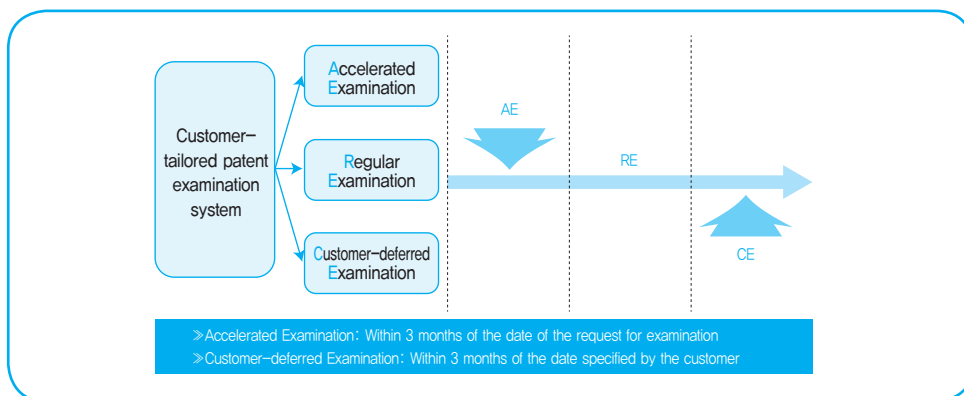 Customer-
tailored patent
examination
system
Accelerated
Examination
Regular
Examination
Customer-deferred
Examination
AE
RE
CE
≫Accelerated Examination: Within 3 months of the date of the request for examination
≫Customer-deferred Examination: Within 3 months of the date specified by the customer